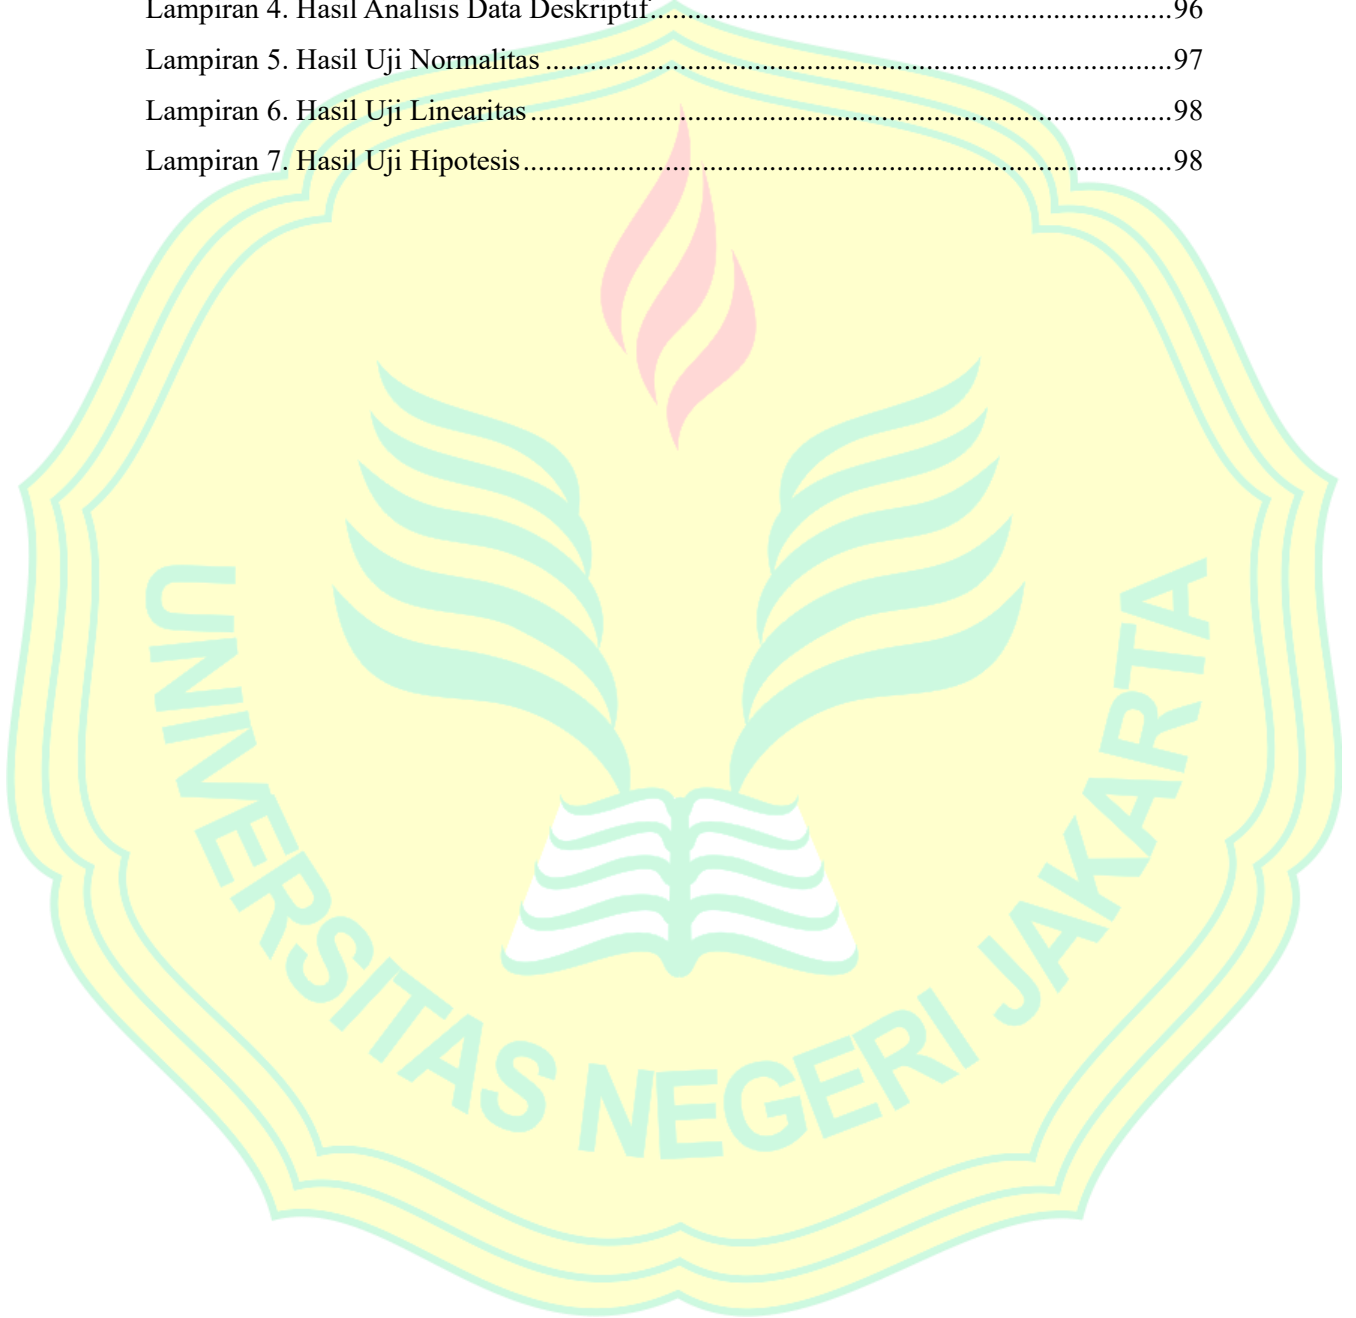 Lampiran 4. Hasil Analisis Data Deskriptif....................................................................96
Lampiran 5. Hasil Uji Normalitas..................................................................................97
Lampiran 6. Hasil Uji Linearitas....................................................................................98
Lampiran 7. Hasil Uji Hipotesis.....................................................................................98
UNIVERSITAS NEGERI JAKARTA